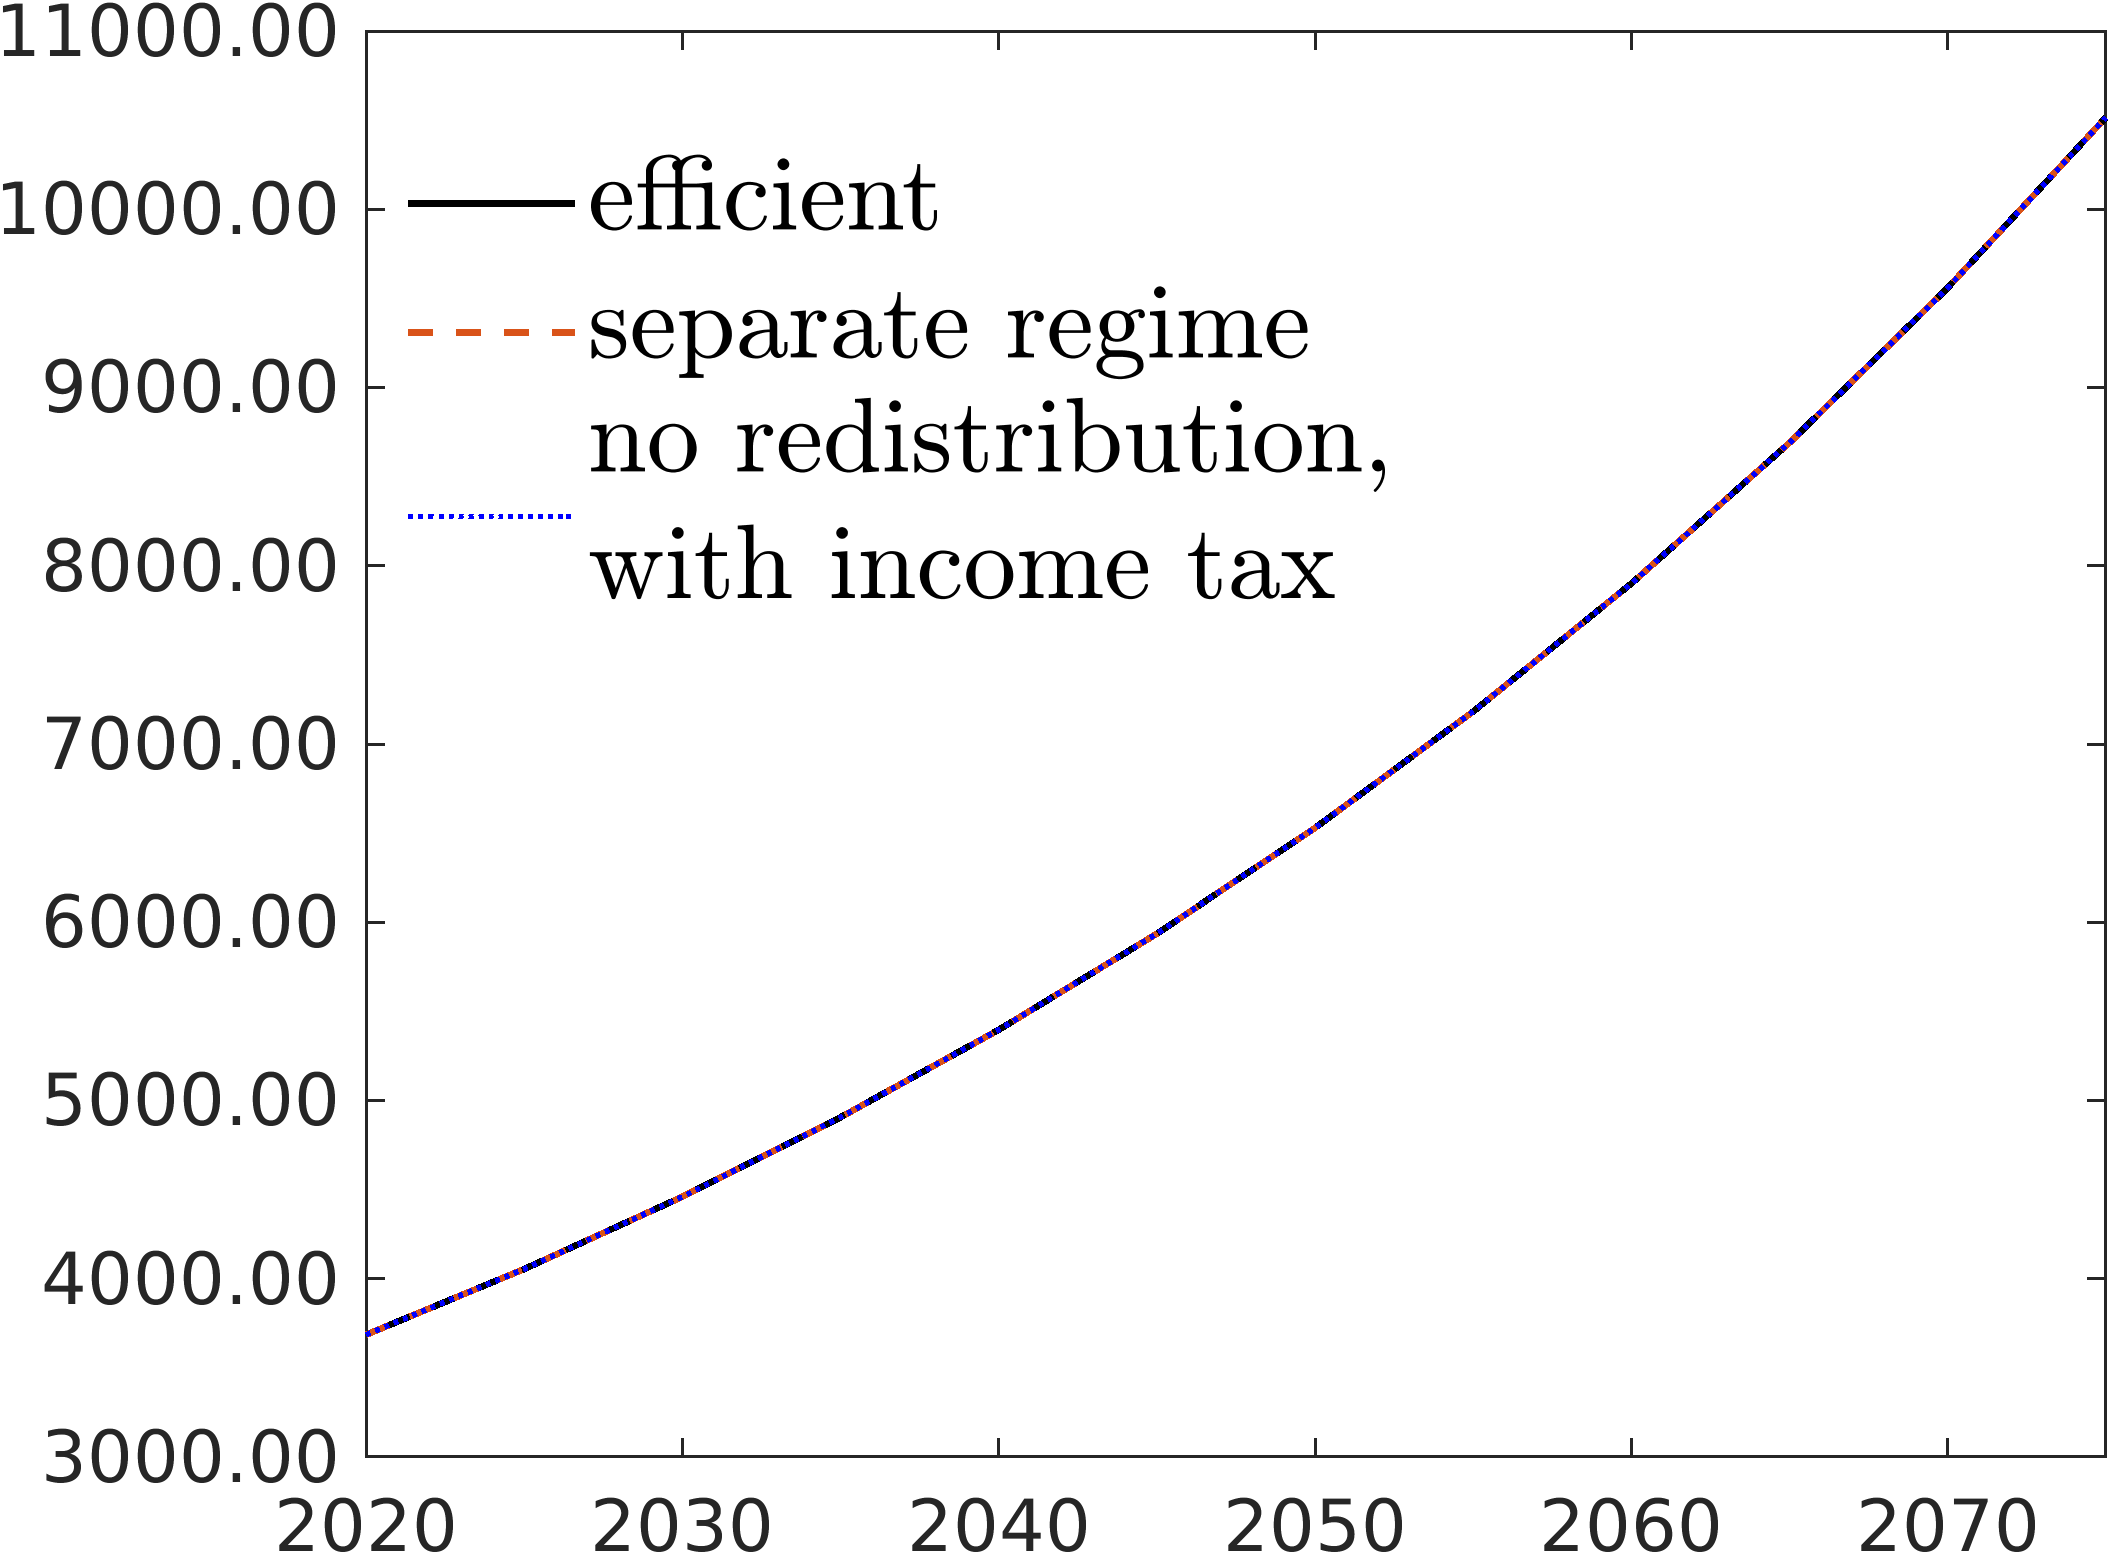 11000.00
10000.00
9000.00
8000.00
7000.00
6000.00
5000.00
4000.00
3000.00
efficient
separate regime
no redistribution,
with income tax
2020 2030 2040 2050 2060 2070